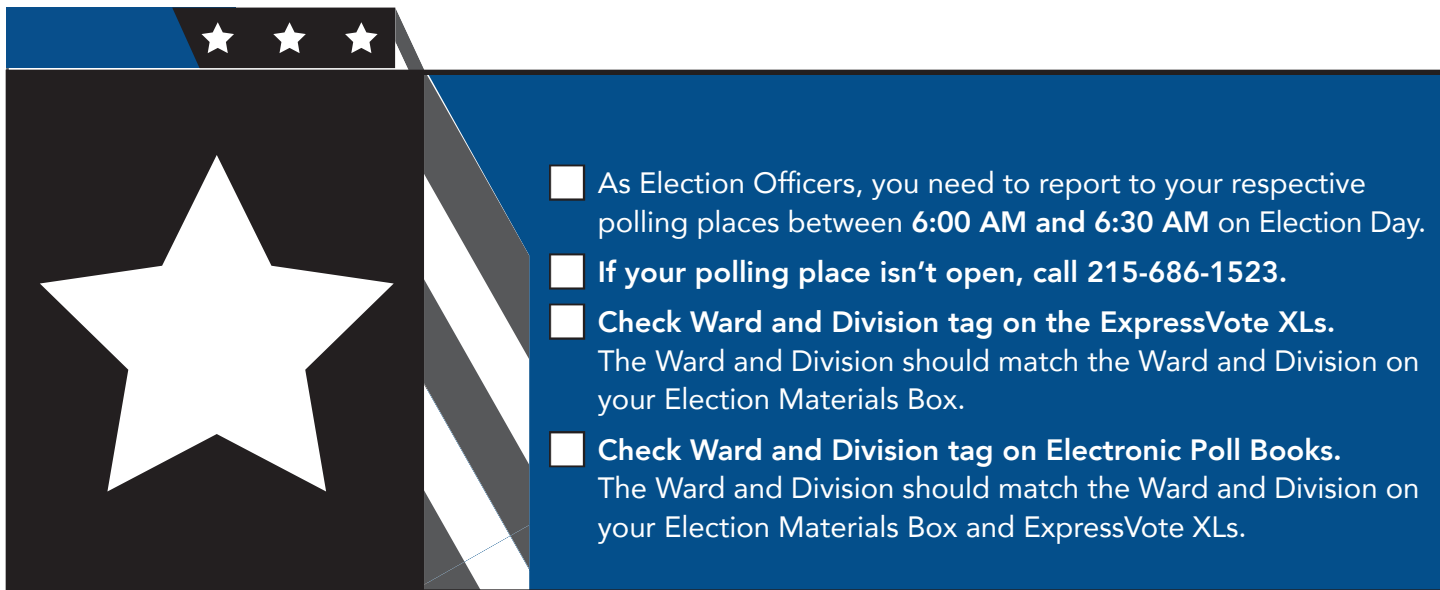 As Election Officers, you need to report to your respective
polling places between 6:00 AM and 6:30 AM on Election Day.
If your polling place isn’t open, call 215-686-1523.
Check Ward and Division tag on the ExpressVote XLs.
The Ward and Division should match the Ward and Division on
your Election Materials Box.
Check Ward and Division tag on Electronic Poll Books.
The Ward and Division should match the Ward and Division on
your Election Materials Box and ExpressVote XLs.